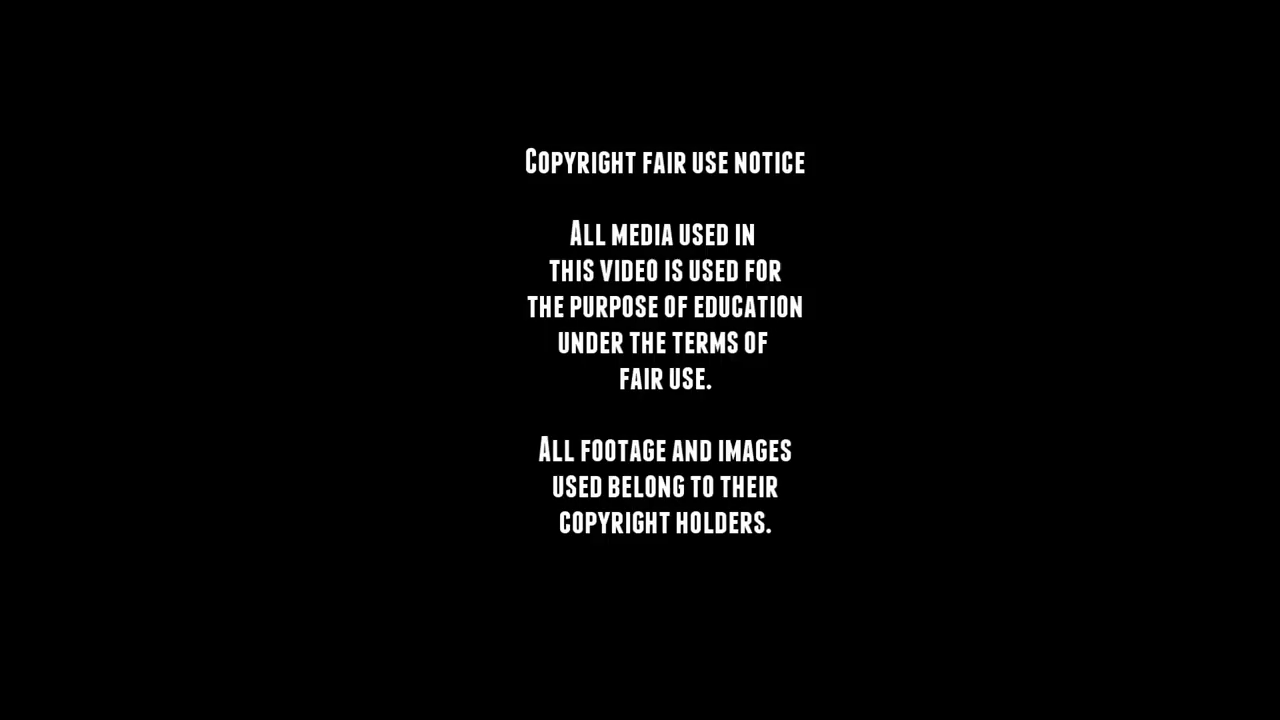 Copyright fair use notice
All media used in
this video is used for
the purpose of education
under the terms of
fair use.
All footage and images
used belong to their
copyright holders.